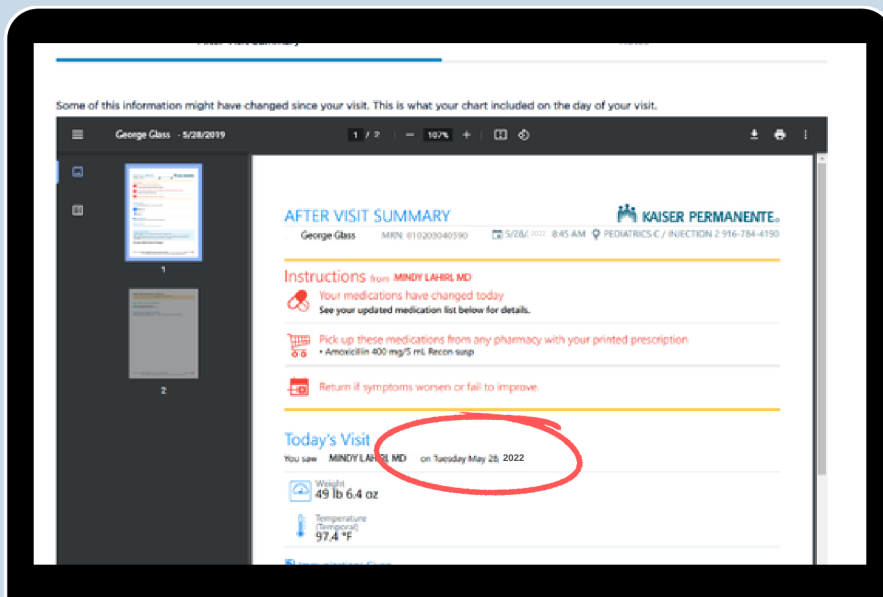 After Visit Summary
Notes
Some of this information might have changed since your visit. This is what your chart included on the day of your visit.
George Glass - 5/28/2019
1 / 2 - 107% +
1
2
AFTER VISIT SUMMARY
KAISER PERMANENTE®
George Glass MRN: 010203040590 5/28/ 2022 8:45 AM PEDIATRICS C / INJECTION 2 916-784-4190
Instructions from MINDY LAHIRI, MD
Your medications have changed today
See your updated medication list below for details.
Pick up these medications from any pharmacy with your printed prescription
• Amoxicillin 400 mg/5 mL Recon susp
Return if symptoms worsen or fail to improve.
Today's Visit
You saw MINDY LAHIRI, MD on Tuesday May 28, 2022
Weight
49 lb 6.4 oz
Temperature
(Temporal)
97.4 °F